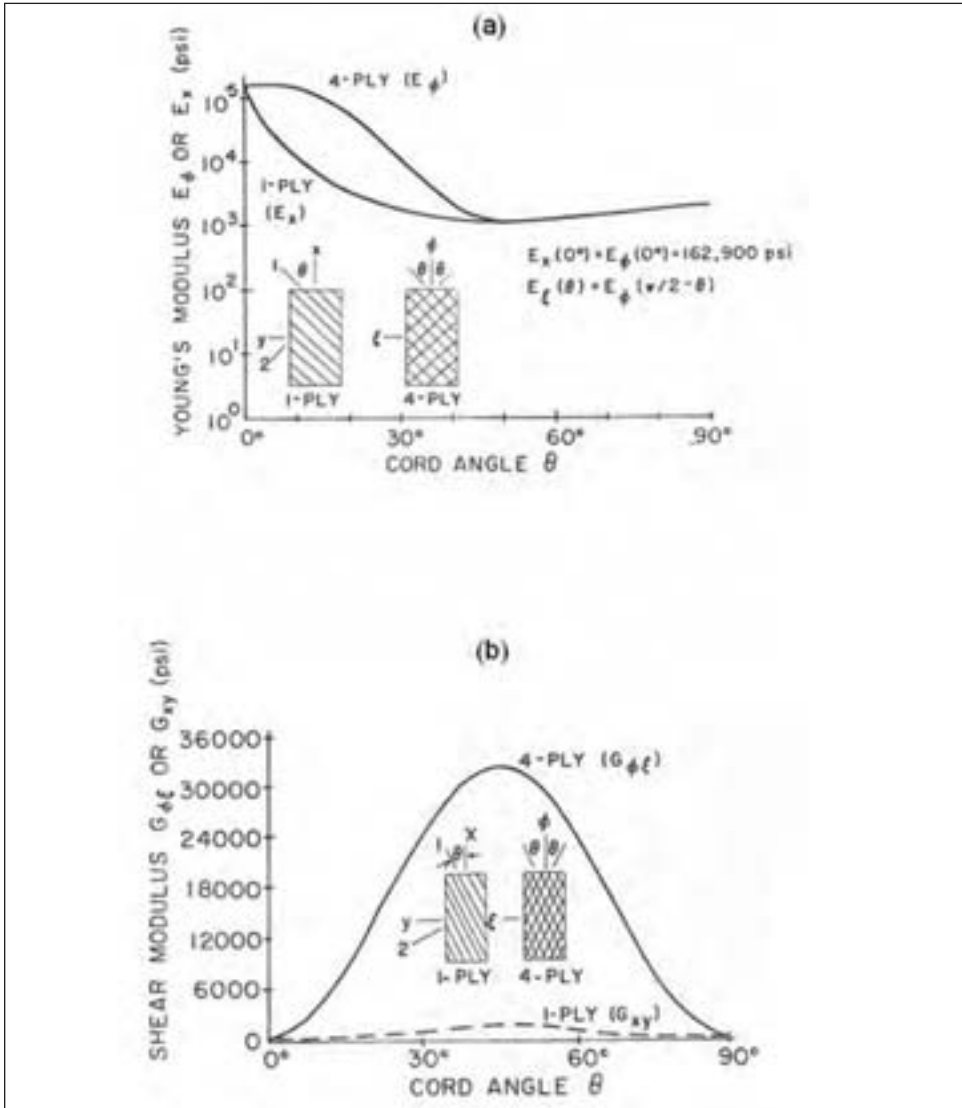 (a)
YOUNG'S MODULUS Eϕ OR Ex (psi)
10⁵
10⁴
10³
10²
10¹
10⁰
4-PLY (Eϕ)
1-PLY
(Ex)
Ex(0°)=Eϕ(0°)=162,900 psi
Eξ(θ)=Eϕ(π/2-θ)
1 θ x
y
2
1-PLY
ϕ
θ θ
ξ
4-PLY
0° 30° 60° 90°
CORD ANGLE θ
(b)
SHEAR MODULUS Gϕξ OR Gxy (psi)
36000
30000
24000
18000
12000
6000
0
4-PLY (Gϕξ)
1 θ X
y
2
1-PLY
ϕ
θ θ
ξ
4-PLY
1-PLY (Gxy)
0° 30° 60° 90°
CORD ANGLE θ